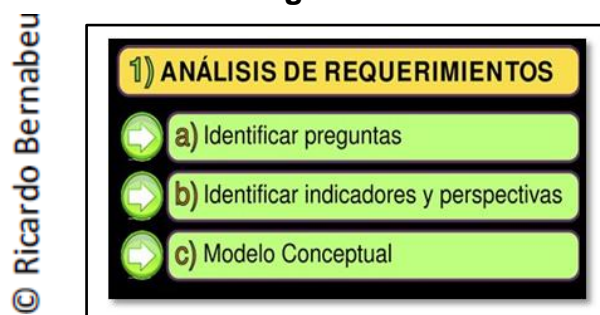 © Ricardo Bernabeu
1) ANÁLISIS DE REQUERIMIENTOS
a) Identificar preguntas
b) Identificar indicadores y perspectivas
c) Modelo Conceptual